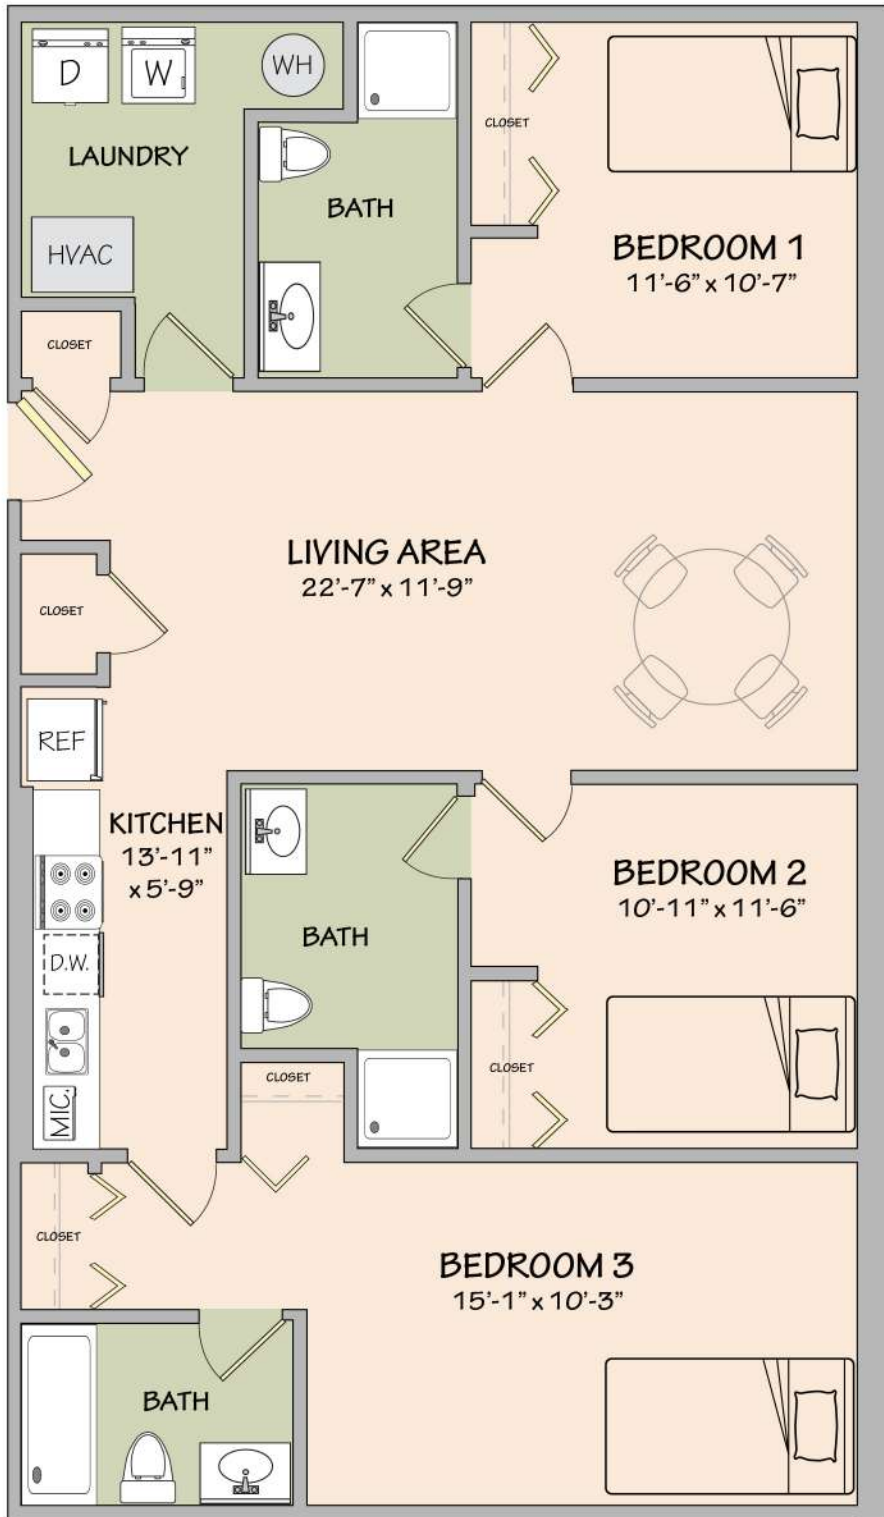 D
W
WH
LAUNDRY
HVAC
CLOSET
BATH
CLOSET
BEDROOM 1
11'-6" x 10'-7"
LIVING AREA
22'-7" x 11'-9"
CLOSET
REF
KITCHEN
13'-11"
x 5'-9"
D.W.
MIC.
BATH
CLOSET
BEDROOM 2
10'-11" x 11'-6"
CLOSET
CLOSET
BEDROOM 3
15'-1" x 10'-3"
BATH